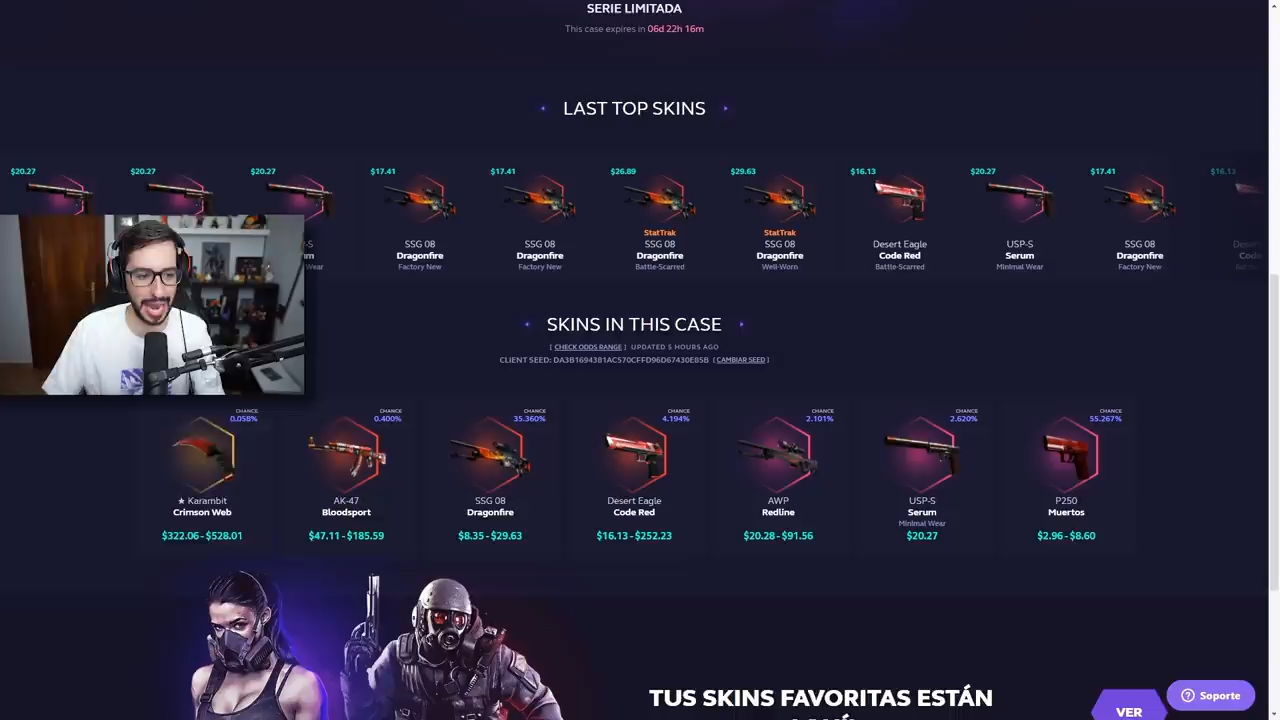 SERIE LIMITADA
This case expires in 06d 22h 16m
LAST TOP SKINS
$20.27
$20.27
$20.27
$17.41
$17.41
$26.89
$29.63
$16.13
$20.27
$17.41
$16.13
StatTrak
StatTrak
SSG 08
SSG 08
SSG 08
SSG 08
Desert Eagle
USP-S
SSG 08
Dragonfire
Dragonfire
Dragonfire
Dragonfire
Code Red
Serum
Dragonfire
Code
Wear
Factory New
Factory New
Battle-Scarred
Well-Worn
Battle-Scarred
Minimal Wear
Factory New
SKINS IN THIS CASE
[ CHECK ODDS RANGE ] UPDATED 5 HOURS AGO
CLIENT SEED: DA3B1694381AC570CFFD96D67430E85B [ CAMBIAR SEED ]
CHANCE
0.058%
★ Karambit
Crimson Web
$322.06 - $528.01
CHANCE
0.400%
AK-47
Bloodsport
$47.11 - $185.59
CHANCE
35.360%
SSG 08
Dragonfire
$8.35 - $29.63
CHANCE
4.194%
Desert Eagle
Code Red
$16.13 - $252.23
CHANCE
2.101%
AWP
Redline
$20.28 - $91.56
CHANCE
2.620%
USP-S
Serum
Minimal Wear
$20.27
CHANCE
55.267%
P250
Muertos
$2.96 - $8.60
TUS SKINS FAVORITAS ESTÁN
VER
Soporte